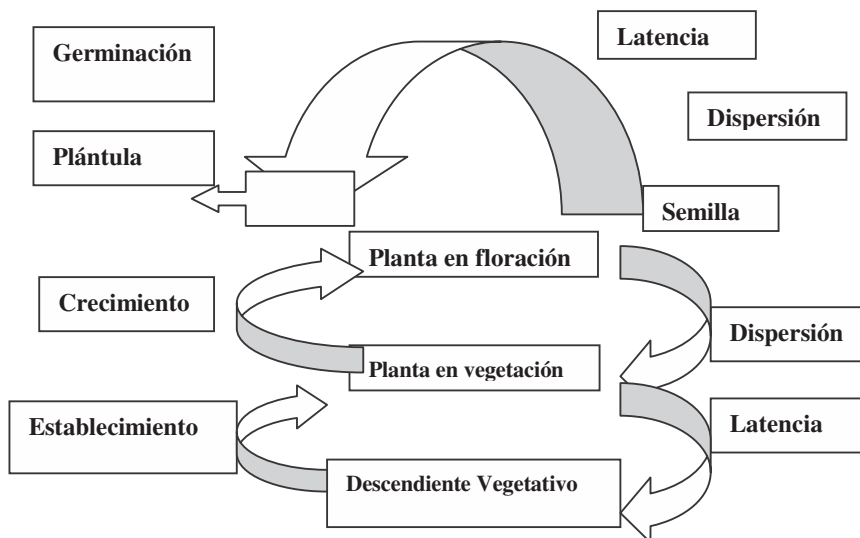 Latencia
Germinación
Dispersión
Plántula
Semilla
Planta en floración
Crecimiento
Dispersión
Planta en vegetación
Establecimiento
Latencia
Descendiente Vegetativo